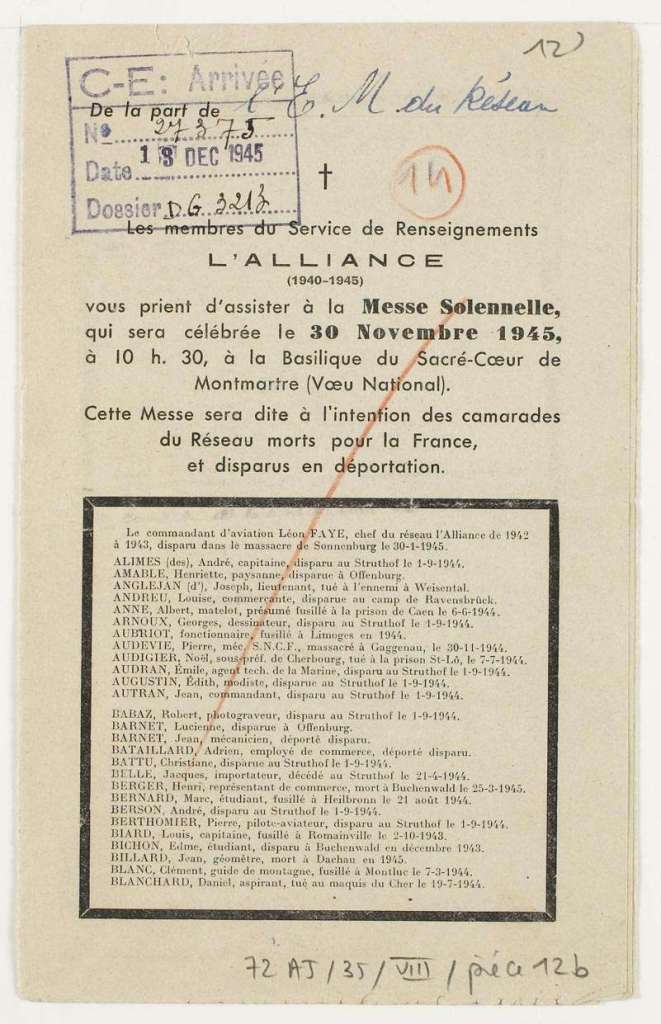 12
C-E: Arrivée
De la part de l'E. M du Réseau
Nº 27375
Date 18 DEC 1945
Dossier DG 3213
14
Les membres du Service de Renseignements
L'ALLIANCE
(1940-1945)
vous prient d'assister à la Messe Solennelle,
qui sera célébrée le 30 Novembre 1945,
à 10 h. 30, à la Basilique du Sacré-Cœur de
Montmartre (Vœu National).
Cette Messe sera dite à l'intention des camarades
du Réseau morts pour la France,
et disparus en déportation.
Le commandant d'aviation Léon FAYE, chef du réseau l'Alliance de 1942
à 1943, disparu dans le massacre de Sonnenburg le 30-1-1945.
ALIMES (des), André, capitaine, disparu au Struthof le 1-9-1944.
AMABLE, Henriette, paysanne, disparue à Offenburg.
ANGLEJAN (d'), Joseph, lieutenant, tué à l'ennemi à Weisental.
ANDREU, Louise, commerçante, disparue au camp de Ravensbrück.
ANNE, Albert, matelot, présumé fusillé à la prison de Caen le 6-6-1944.
ARNOUX, Georges, dessinateur, disparu au Struthof le 1-9-1944.
AUBRIOT, fonctionnaire, fusillé à Limoges en 1944.
AUDEVIE, Pierre, méc. S.N.C.F., massacré à Gaggenau, le 30-11-1944.
AUDIGIER, Noël, sous-préf. de Cherbourg, tué à la prison St-Lô, le 7-7-1944.
AUDRAN, Émile, agent tech. de la Marine, disparu au Struthof le 1-9-1944.
AUGUSTIN, Édith, modiste, disparue au Struthof le 1-9-1944.
AUTRAN, Jean, commandant, disparu au Struthof le 1-9-1944.
BABAZ, Robert, photograveur, disparu au Struthof le 1-9-1944.
BARNET, Lucienne, disparue à Offenburg.
BARNET, Jean, mécanicien, déporté disparu.
BATAILLARD, Adrien, employé de commerce, déporté disparu.
BATTU, Christiane, disparue au Struthof le 1-9-1944.
BELLE, Jacques, importateur, décédé au Struthof le 21-4-1944.
BERGER, Henri, représentant de commerce, mort à Buchenwald le 25-3-1945.
BERNARD, Marc, étudiant, fusillé à Heilbronn le 21 août 1944.
BERSON, André, disparu au Struthof le 1-9-1944.
BERTHOMIER, Pierre, pilote-aviateur, disparu au Struthof le 1-9-1944.
BIARD, Louis, capitaine, fusillé à Romainville le 2-10-1943.
BICHON, Edme, étudiant, disparu à Buchenwald en décembre 1943.
BILLARD, Jean, géomètre, mort à Dachau en 1945.
BLANC, Clément, guide de montagne, fusillé à Montluc le 7-3-1944.
BLANCHARD, Daniel, aspirant, tué au maquis du Cher le 19-7-1944.
72 AJ/35/VIII/pièce 12b